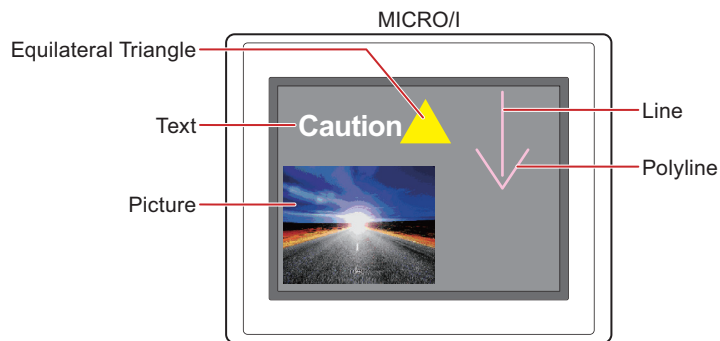 MICRO/I
Equilateral Triangle
Text
Caution
Line
Polyline
Picture